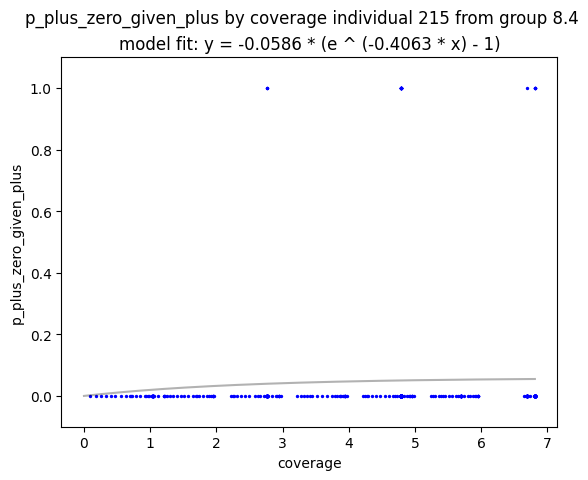 p_plus_zero_given_plus by coverage individual 215 from group 8.4
model fit: y = -0.0586 * (e ^ (-0.4063 * x) - 1)
1.0
0.8
0.6
0.4
0.2
0.0
p_plus_zero_given_plus
0 1 2 3 4 5 6 7
coverage